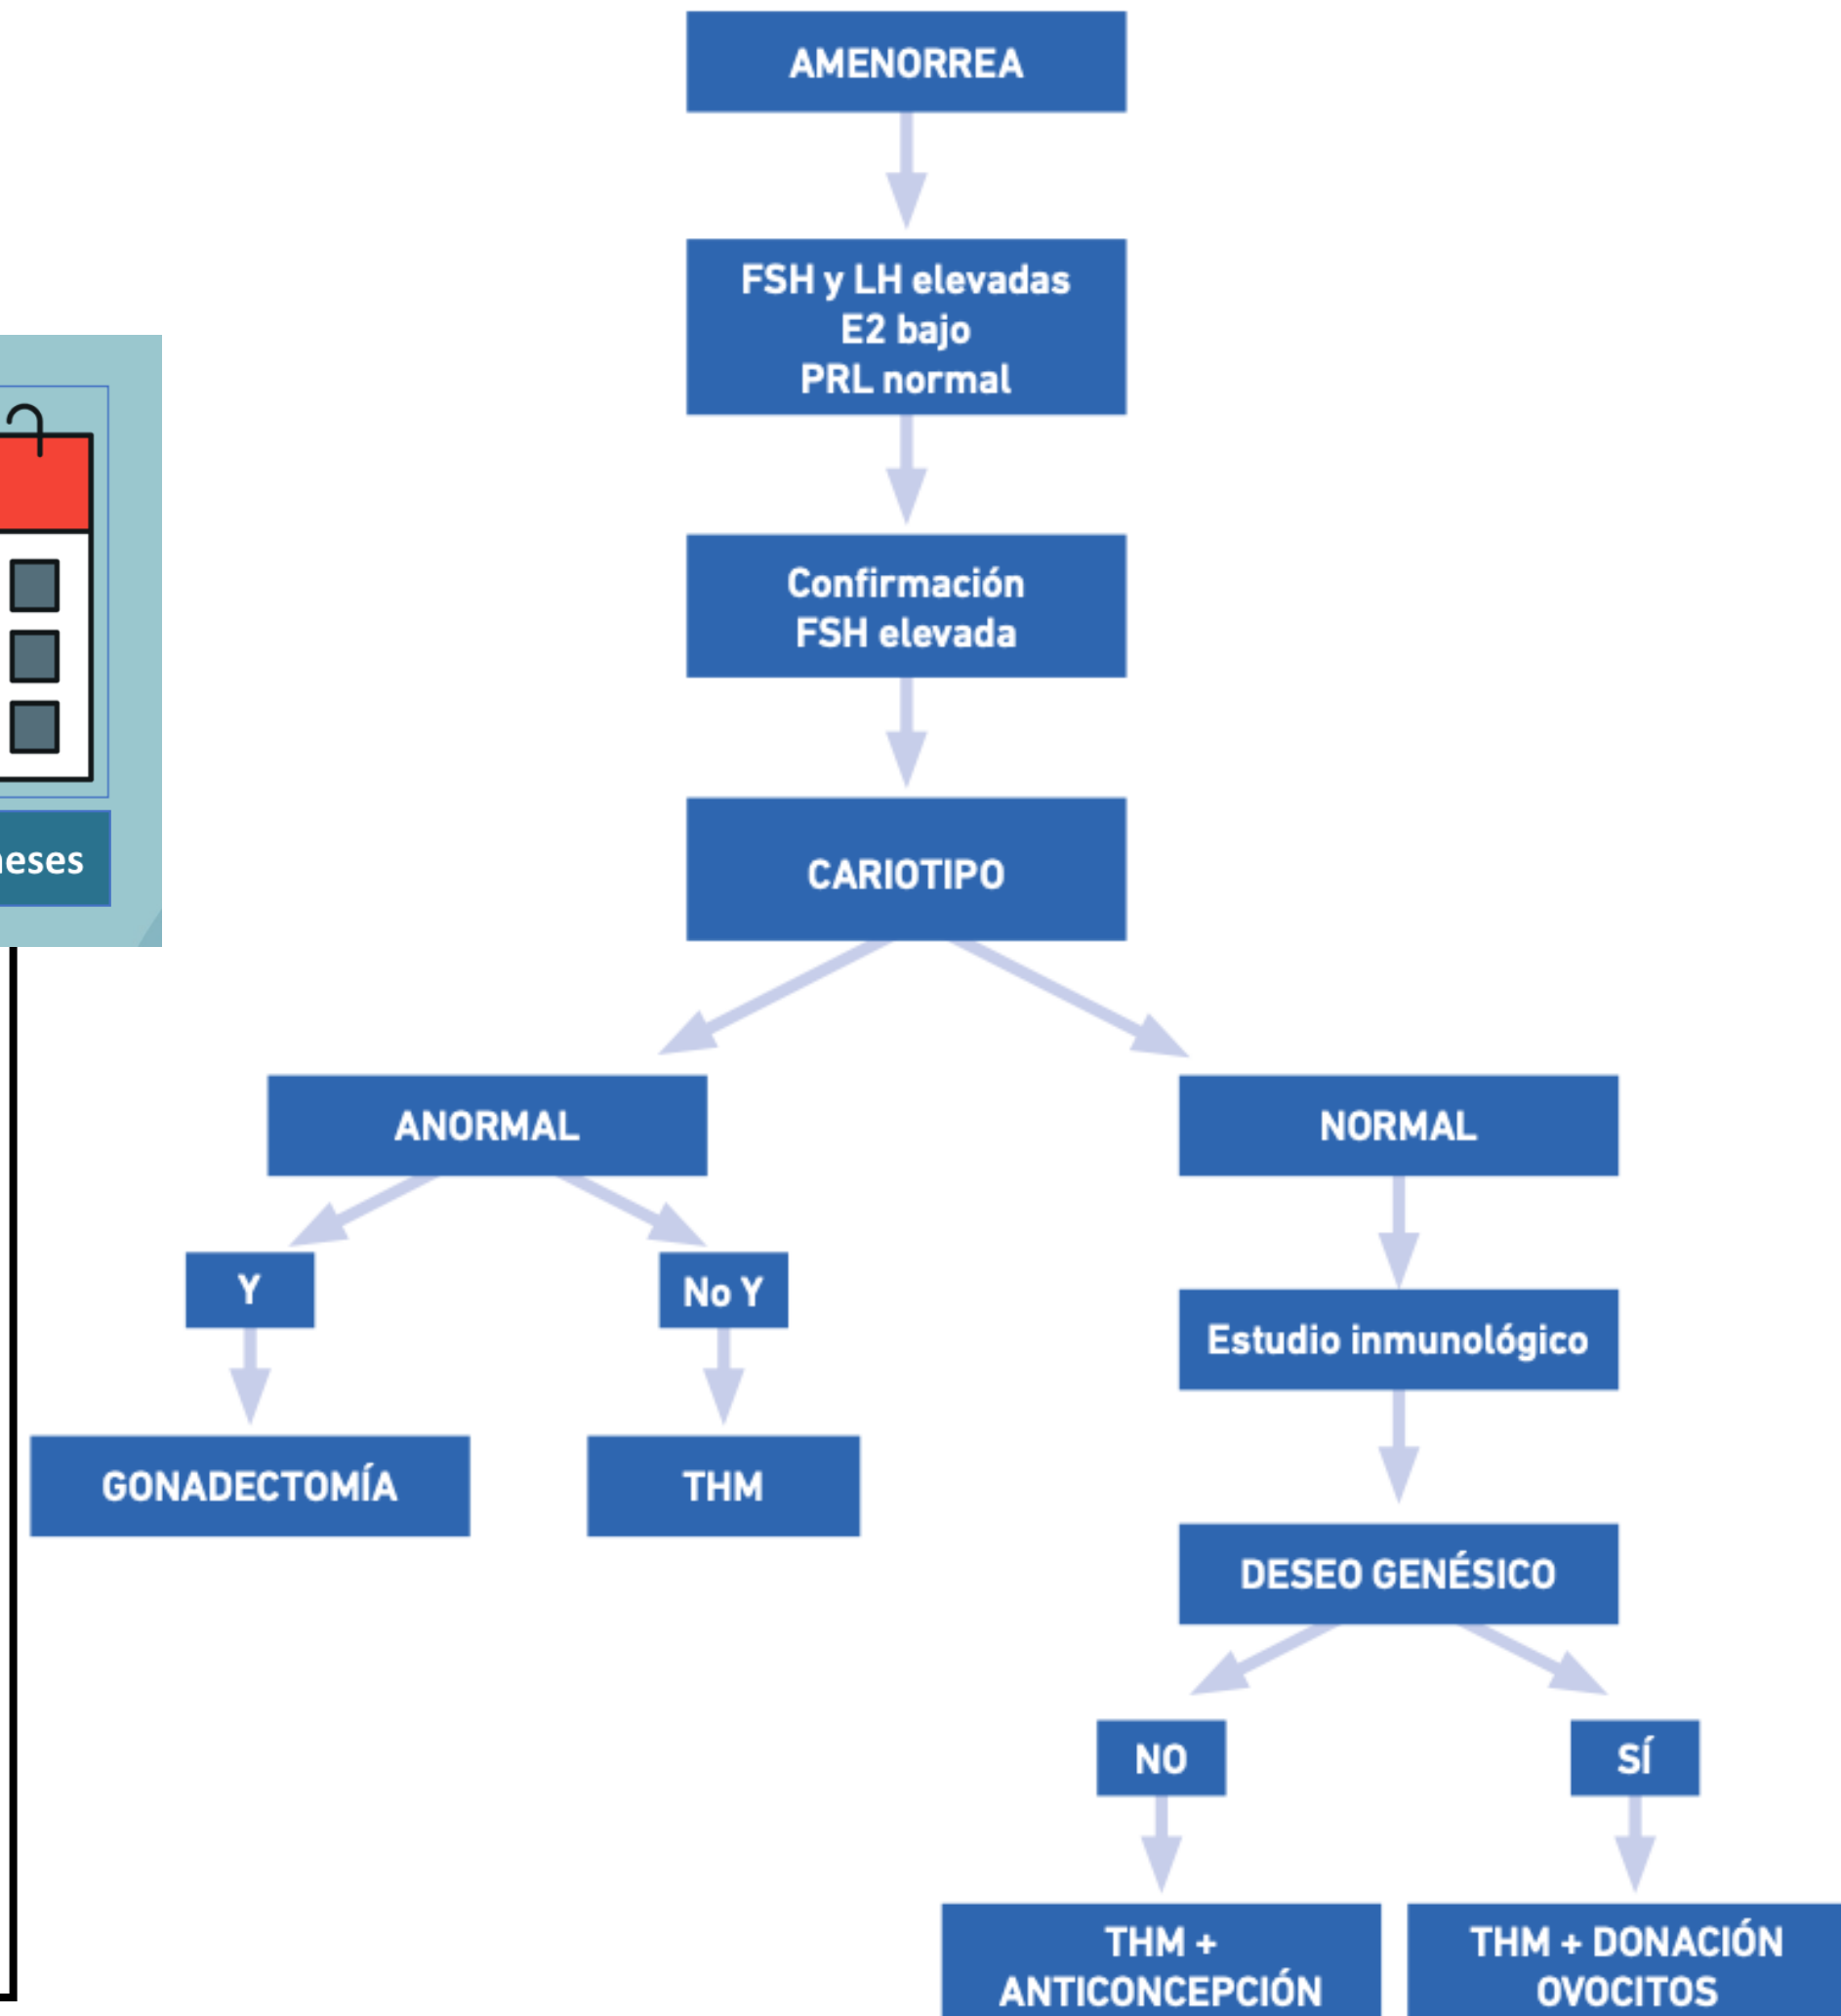 AMENORREA
FSH y LH elevadas
E2 bajo
PRL normal
Confirmación
FSH elevada
CARIOTIPO
ANORMAL
NORMAL
Y
No Y
Estudio inmunológico
GONADECTOMÍA
THM
DESEO GENÉSICO
NO
SÍ
THM +
ANTICONCEPCIÓN
THM + DONACIÓN
OVOCITOS